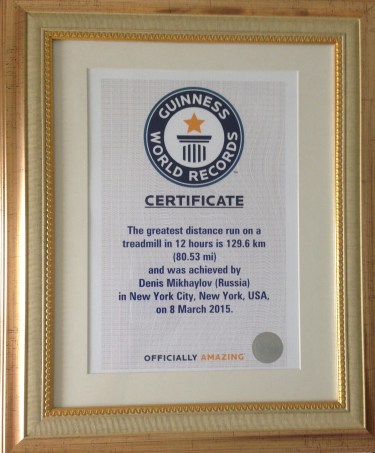 GUINNESS
WORLD RECORDS
CERTIFICATE
The greatest distance run on a
treadmill in 12 hours is 129.6 km
(80.53 mi)
and was achieved by
Denis Mikhaylov (Russia)
in New York City, New York, USA,
on 8 March 2015.
OFFICIALLY AMAZING